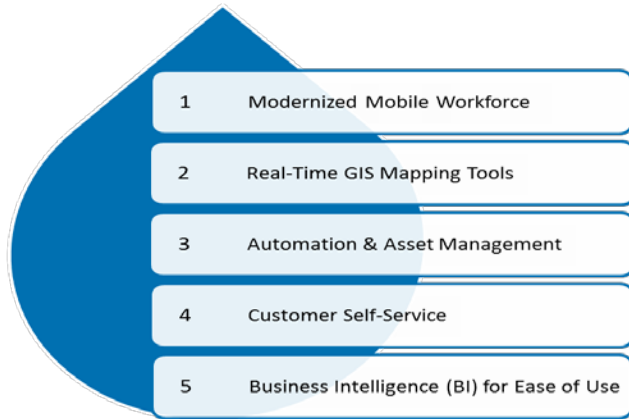 1 Modernized Mobile Workforce
2 Real-Time GIS Mapping Tools
3 Automation & Asset Management
4 Customer Self-Service
5 Business Intelligence (BI) for Ease of Use